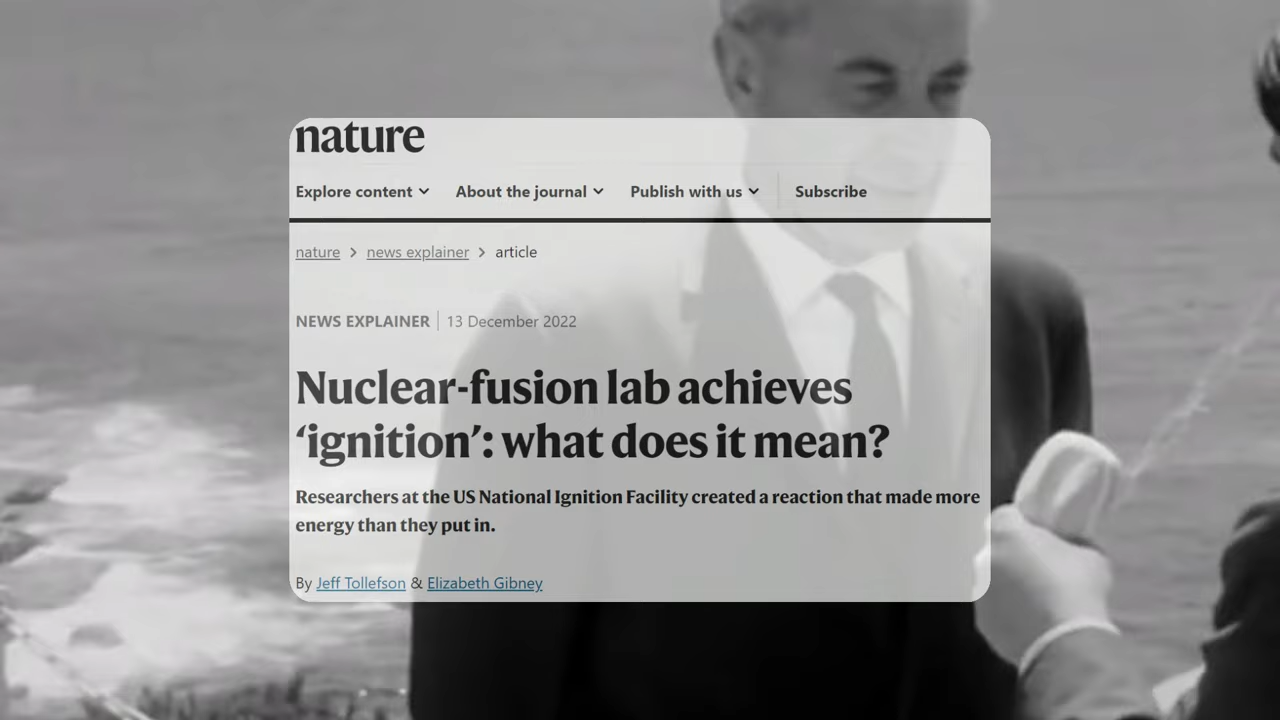 nature
Explore content About the journal Publish with us Subscribe
nature > news explainer > article
NEWS EXPLAINER | 13 December 2022
Nuclear-fusion lab achieves
‘ignition’: what does it mean?
Researchers at the US National Ignition Facility created a reaction that made more
energy than they put in.
By Jeff Tollefson & Elizabeth Gibney